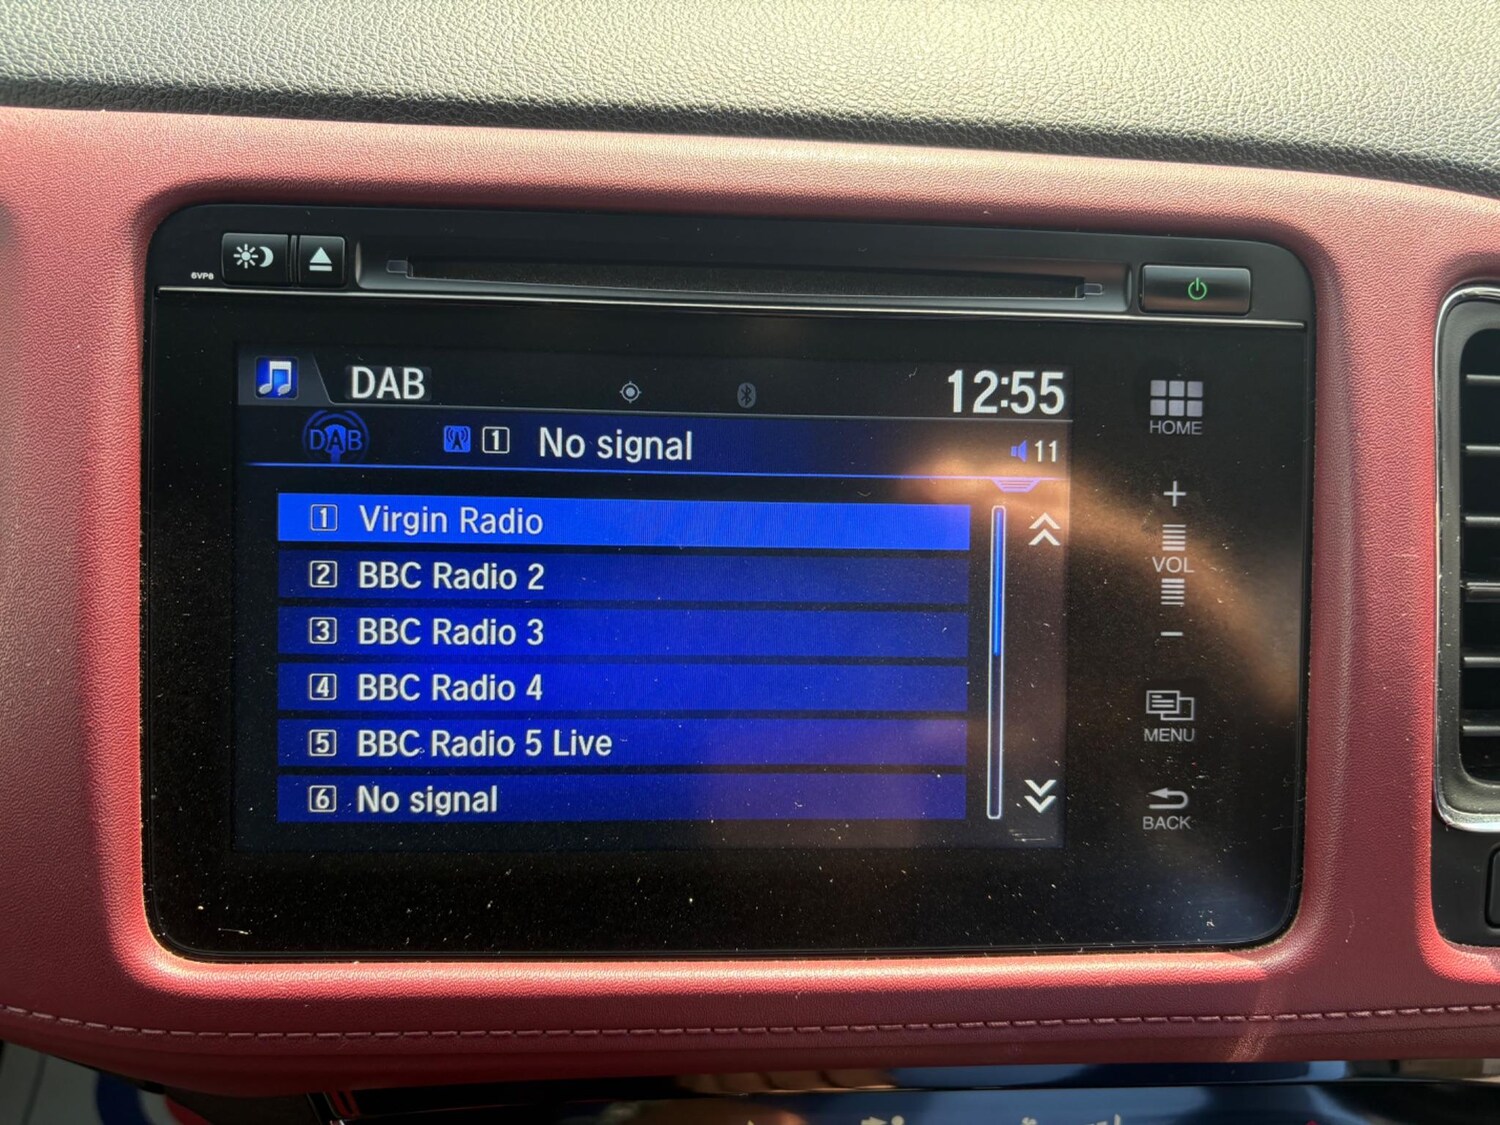 6VP8
DAB 12:55
DAB 1 No signal 11
1 Virgin Radio
2 BBC Radio 2
3 BBC Radio 3
4 BBC Radio 4
5 BBC Radio 5 Live
6 No signal
HOME
+
VOL
−
MENU
BACK